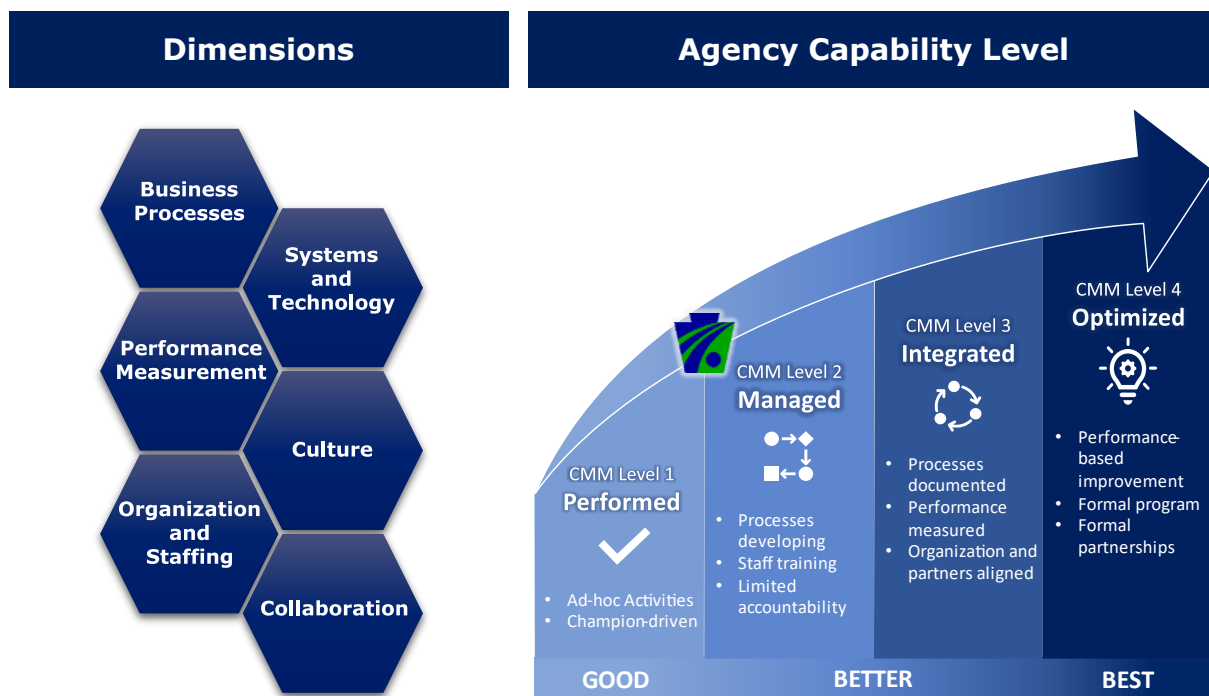 Dimensions
Business
Processes
Systems
and
Technology
Performance
Measurement
Culture
Organization
and
Staffing
Collaboration
Agency Capability Level
CMM Level 1
Performed
• Ad-hoc Activities
• Champion-driven
CMM Level 2
Managed
• Processes
developing
• Staff training
• Limited
accountability
CMM Level 3
Integrated
• Processes
documented
• Performance
measured
• Organization and
partners aligned
CMM Level 4
Optimized
• Performance-
based
improvement
• Formal program
• Formal
partnerships
GOOD
BETTER
BEST